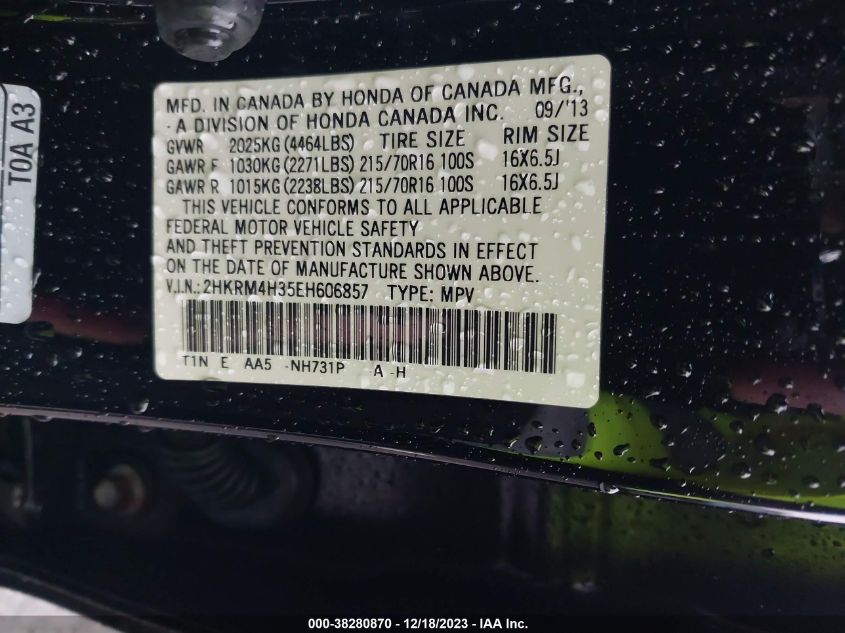 TOA A3
MFD. IN CANADA BY HONDA OF CANADA MFG.,
A DIVISION OF HONDA CANADA INC. 09/'13
GVWR 2025KG (4464LBS) TIRE SIZE RIM SIZE
GAWR F 1030KG (2271LBS) 215/70R16 100S 16X6.5J
GAWR R 1015KG (2238LBS) 215/70R16 100S 16X6.5J
THIS VEHICLE CONFORMS TO ALL APPLICABLE
FEDERAL MOTOR VEHICLE SAFETY
AND THEFT PREVENTION STANDARDS IN EFFECT
ON THE DATE OF MANUFACTURE SHOWN ABOVE.
V.I.N.: 2HKRM4H35EH606857 TYPE: MPV
T1N E AA5 -NH731P A -H
000-38280870 - 12/18/2023 - IAA Inc.